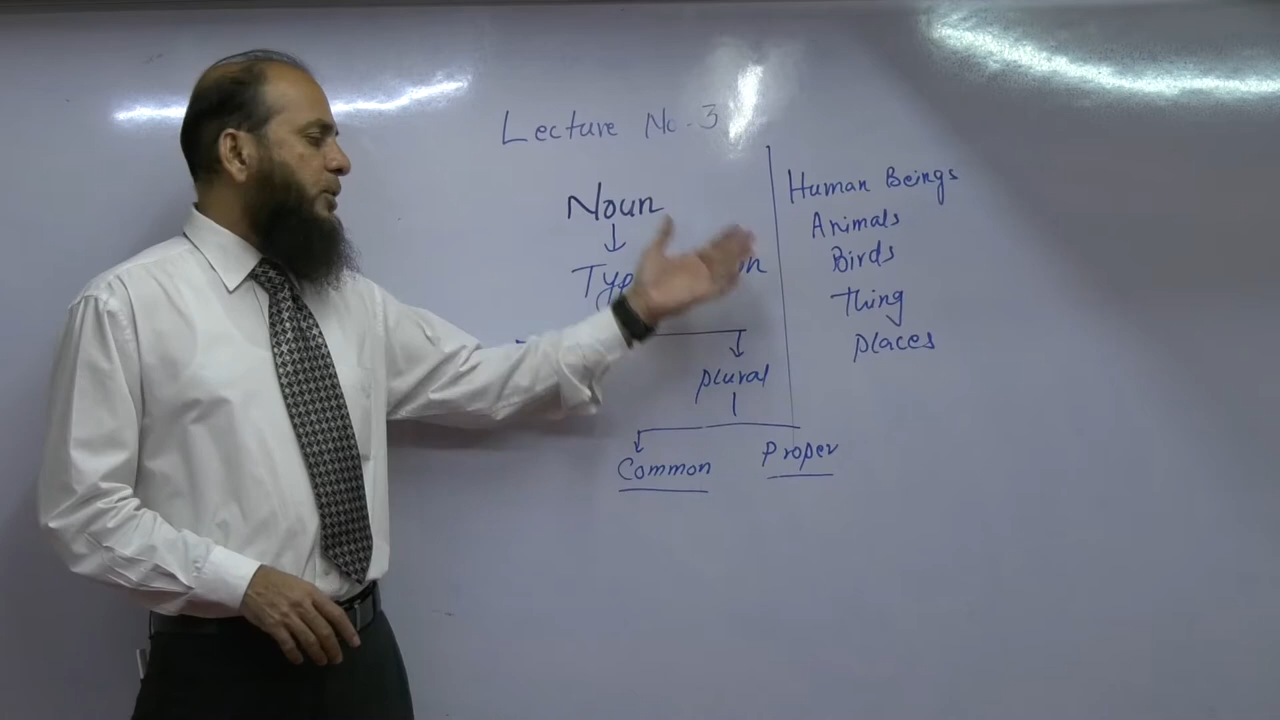 Lecture No-3
Noun
plural
Common
Proper
Human Beings
Animals
Birds
Thing
places